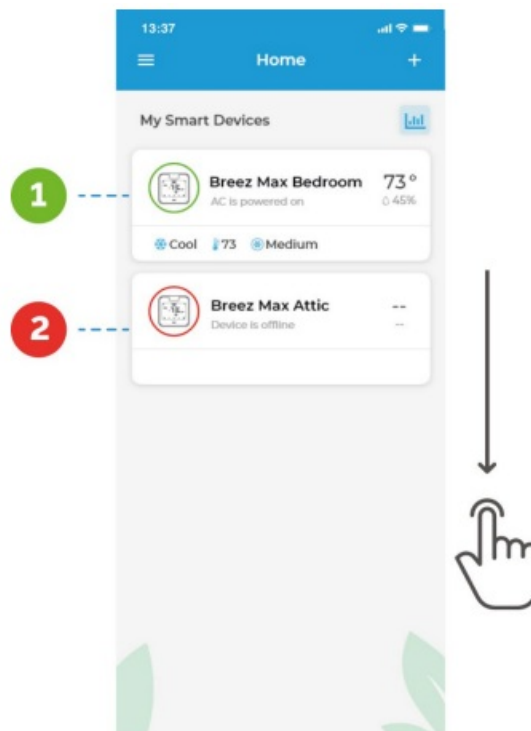 13:37
Home
+
My Smart Devices
1
Breez Max Bedroom 73°
AC is powered on 45%
Cool 73 Medium
2
Breez Max Attic --
Device is offline --